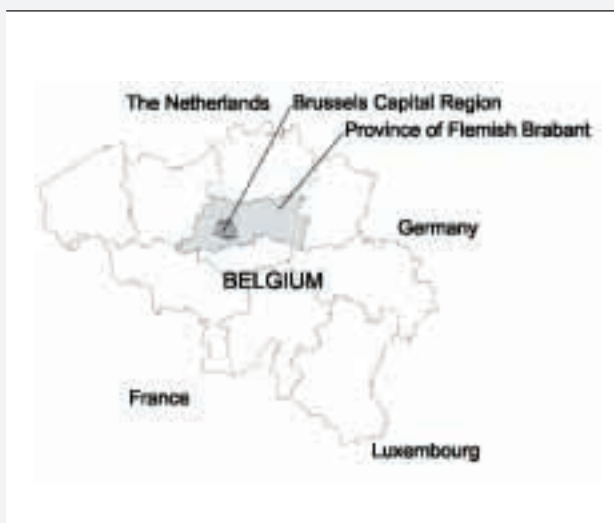 The Netherlands
Brussels Capital Region
Province of Flemish Brabant
Germany
BELGIUM
France
Luxembourg